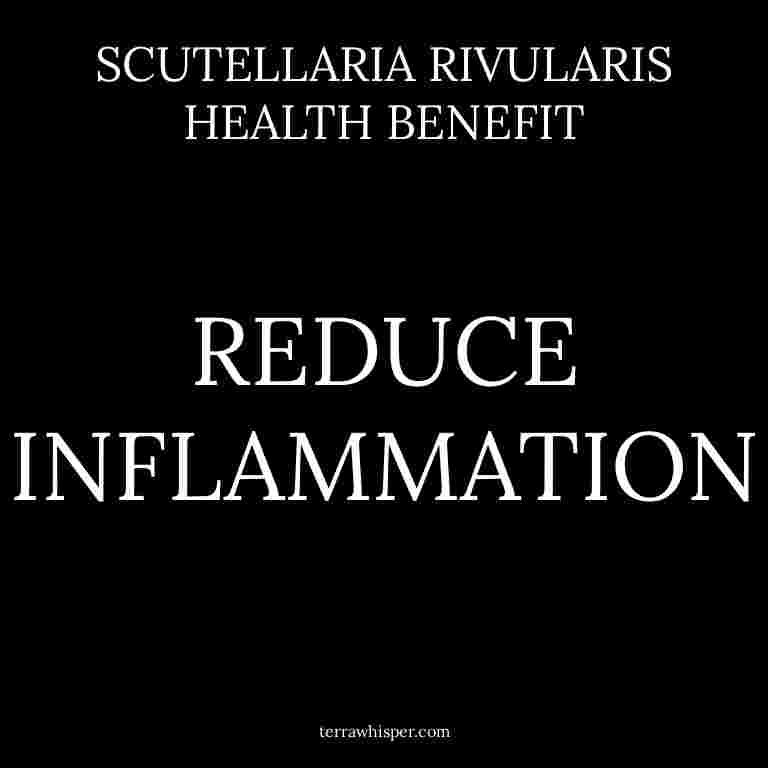 SCUTELLARIA RIVULARIS
HEALTH BENEFIT
REDUCE
INFLAMMATION
terrawhisper.com